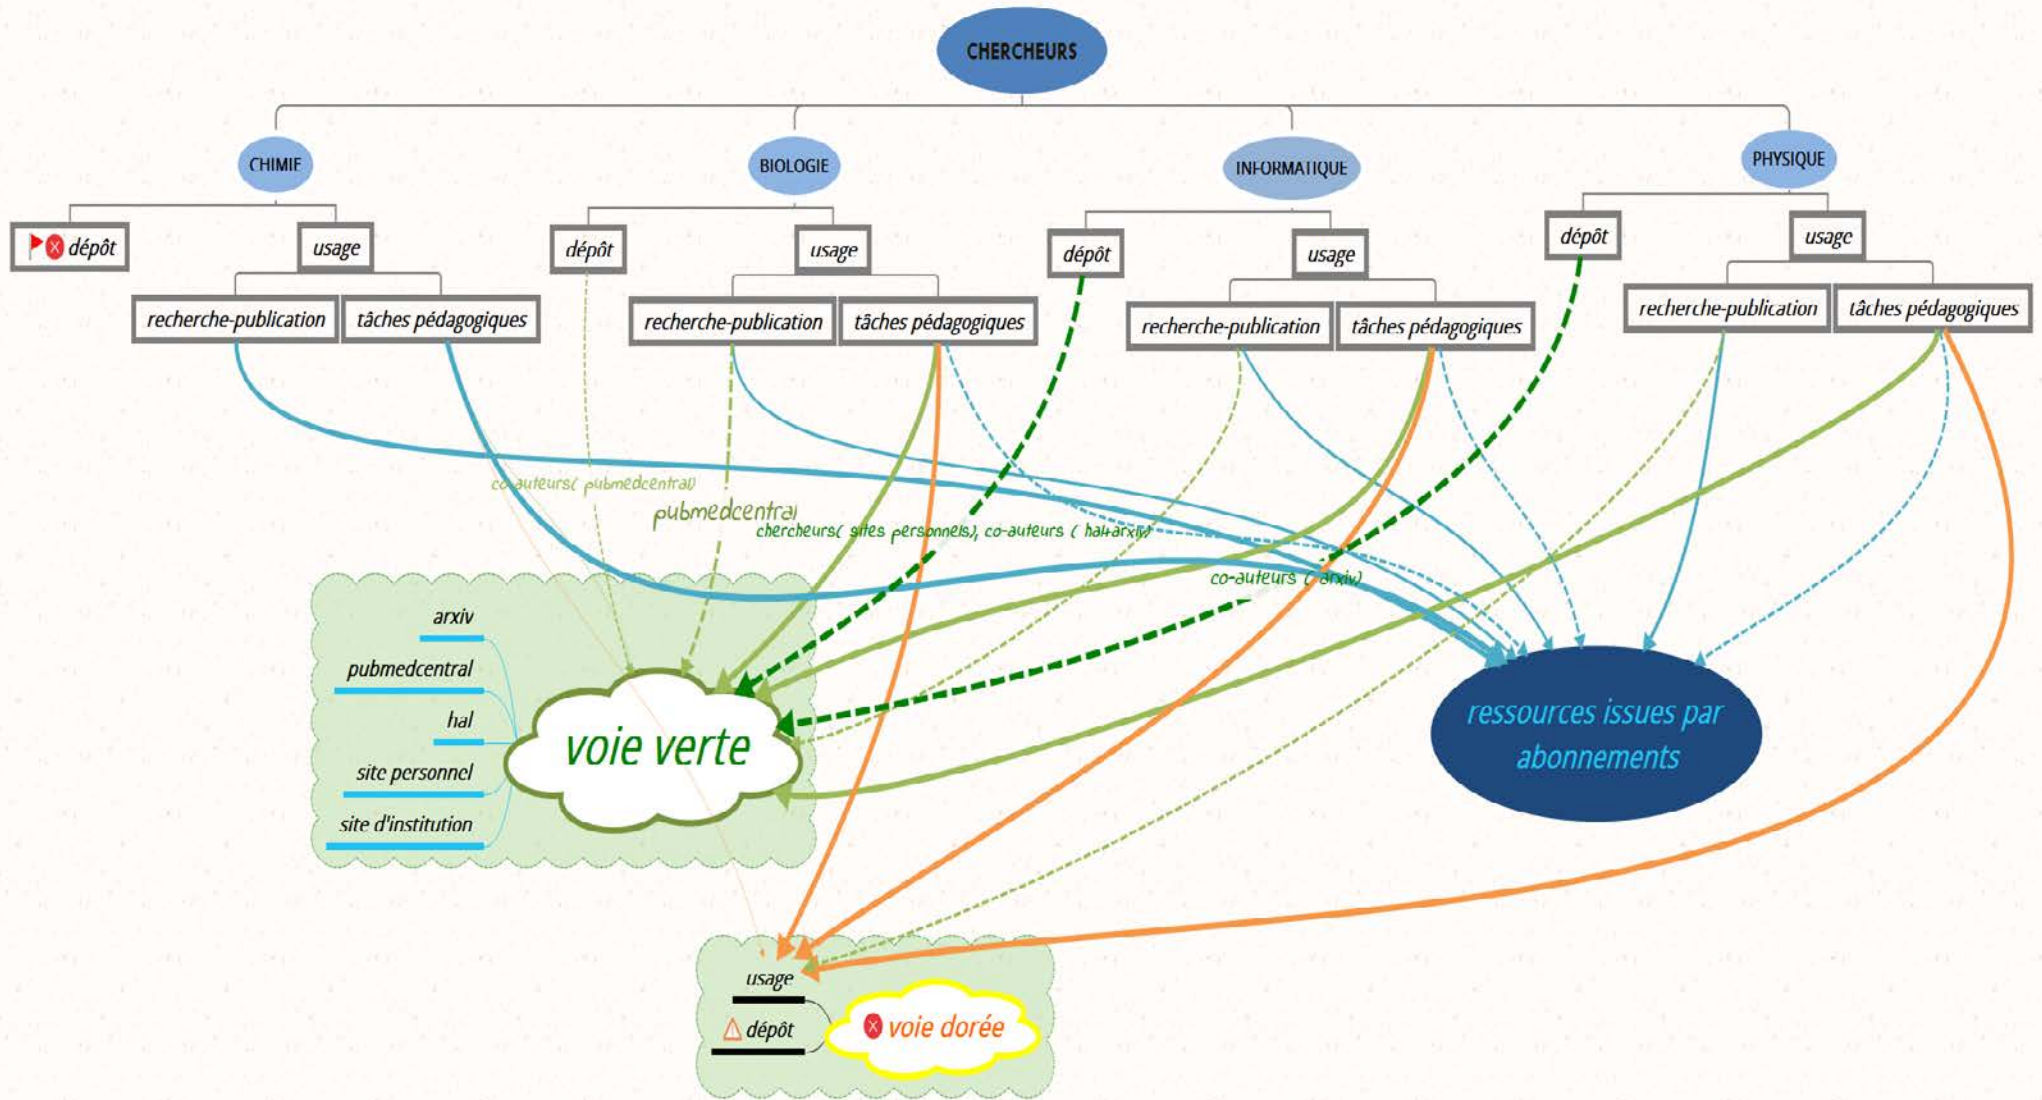 CHERCHEURS
CHIMIE
BIOLOGIE
INFORMATIQUE
PHYSIQUE
dépôt
usage
dépôt
usage
dépôt
usage
dépôt
usage
recherche-publication
tâches pédagogiques
recherche-publication
tâches pédagogiques
recherche-publication
tâches pédagogiques
recherche-publication
tâches pédagogiques
co-auteurs( pubmedcentral)
pubmedcentral
chercheurs( sites personnels), co-auteurs ( hal+arxiv)
co-auteurs ( arxiv)
arxiv
pubmedcentral
hal
site personnel
site d'institution
voie verte
ressources issues par
abonnements
usage
dépôt
voie dorée